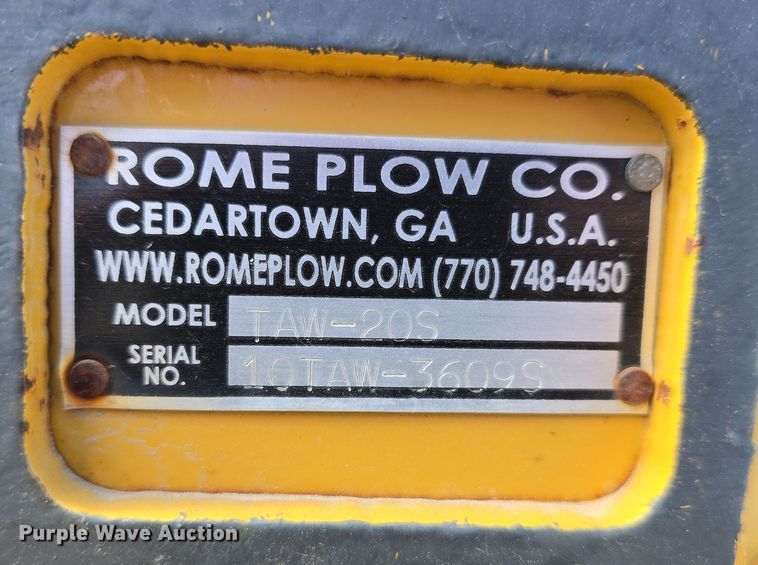 ROME PLOW CO.
CEDARTOWN, GA U.S.A.
WWW.ROMEPLOW.COM (770) 748-4450
MODEL TAW-20S
SERIAL NO. 10TAW-3609S
Purple Wave Auction